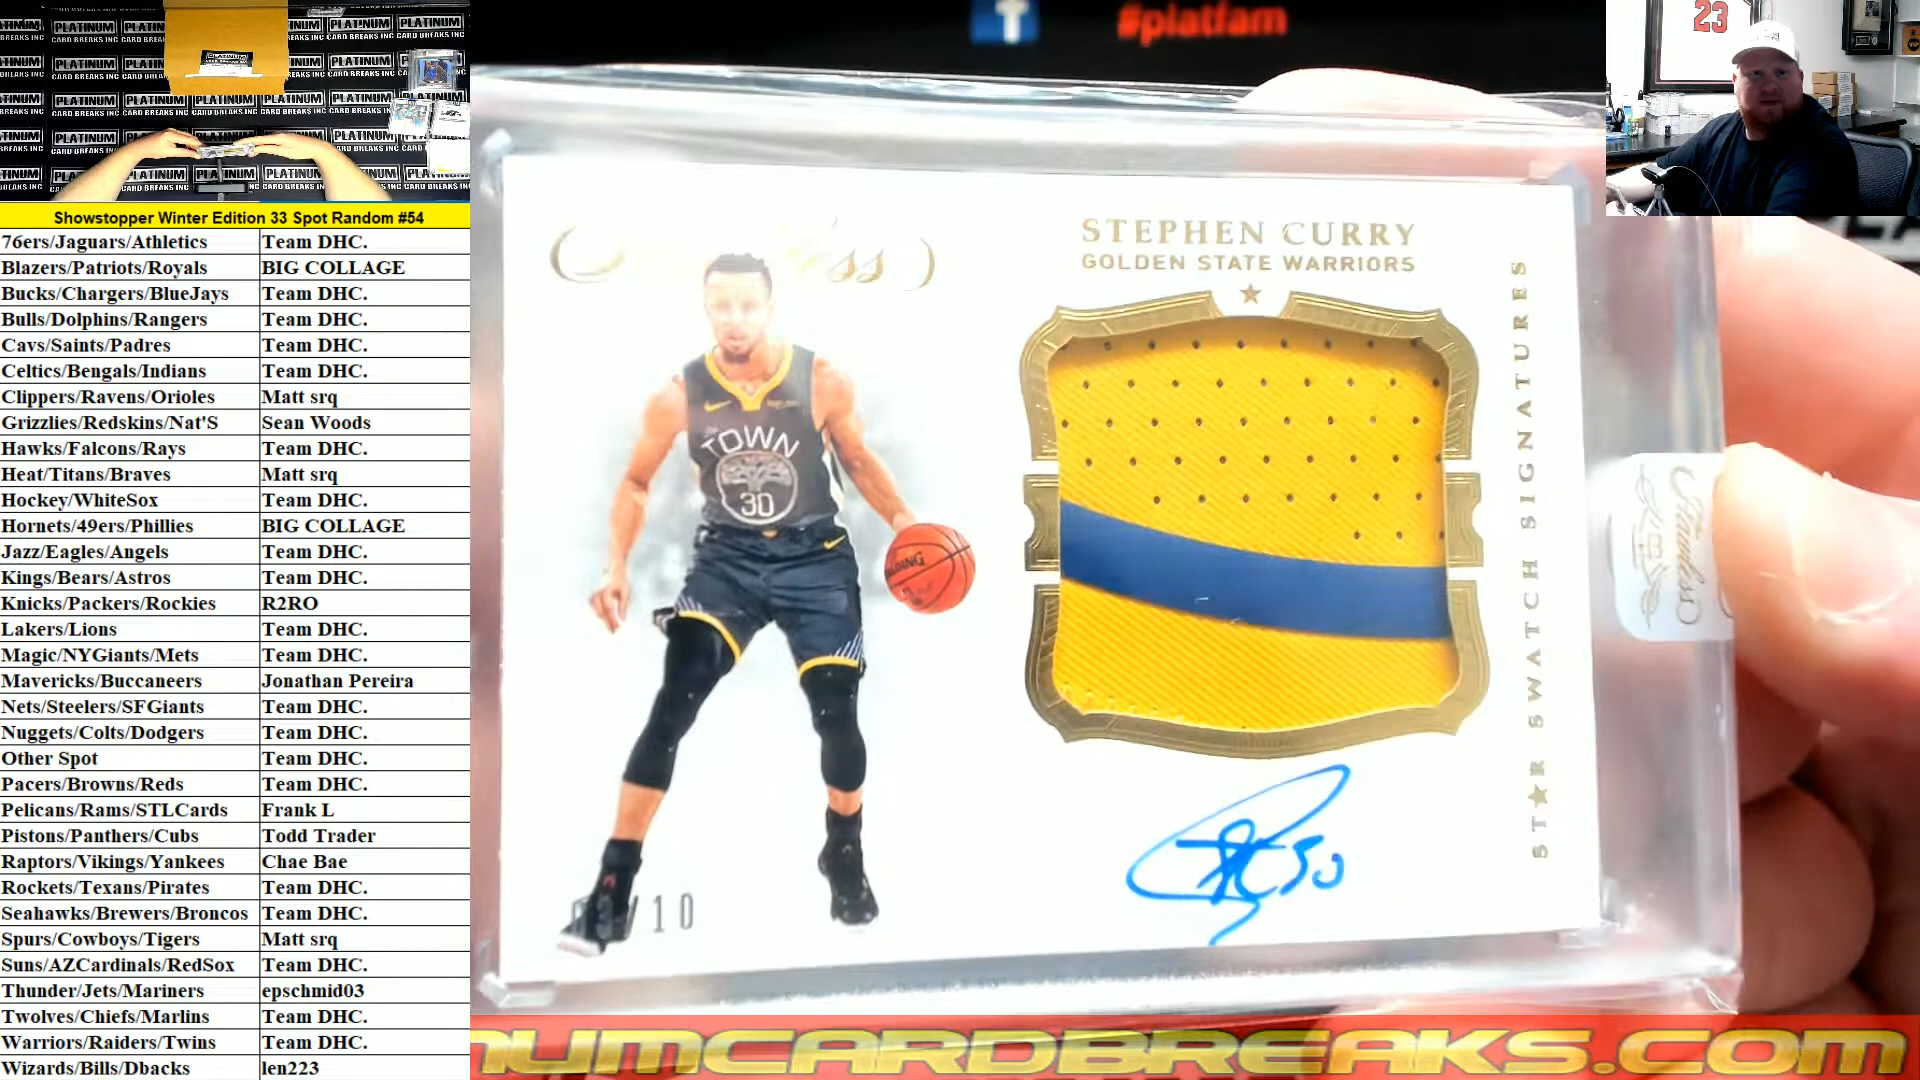 #platfam
23
PLATINUM
CARD BREAKS INC
Showstopper Winter Edition 33 Spot Random #54
76ers/Jaguars/Athletics Team DHC.
Blazers/Patriots/Royals BIG COLLAGE
Bucks/Chargers/BlueJays Team DHC.
Bulls/Dolphins/Rangers Team DHC.
Cavs/Saints/Padres Team DHC.
Celtics/Bengals/Indians Team DHC.
Clippers/Ravens/Orioles Matt srq
Grizzlies/Redskins/Nat'S Sean Woods
Hawks/Falcons/Rays Team DHC.
Heat/Titans/Braves Matt srq
Hockey/WhiteSox Team DHC.
Hornets/49ers/Phillies BIG COLLAGE
Jazz/Eagles/Angels Team DHC.
Kings/Bears/Astros Team DHC.
Knicks/Packers/Rockies R2RO
Lakers/Lions Team DHC.
Magic/NYGiants/Mets Team DHC.
Mavericks/Buccaneers Jonathan Pereira
Nets/Steelers/SFGiants Team DHC.
Nuggets/Colts/Dodgers Team DHC.
Other Spot Team DHC.
Pacers/Browns/Reds Team DHC.
Pelicans/Rams/STLCards Frank L
Pistons/Panthers/Cubs Todd Trader
Raptors/Vikings/Yankees Chae Bae
Rockets/Texans/Pirates Team DHC.
Seahawks/Brewers/Broncos Team DHC.
Spurs/Cowboys/Tigers Matt srq
Suns/AZCardinals/RedSox Team DHC.
Thunder/Jets/Mariners epschmid03
Twolves/Chiefs/Marlins Team DHC.
Warriors/Raiders/Twins Team DHC.
Wizards/Bills/Dbacks len223
STEPHEN CURRY
GOLDEN STATE WARRIORS
STAR SWATCH SIGNATURES
TOWN
30
03/10
NUMCARDBREAKS.COM